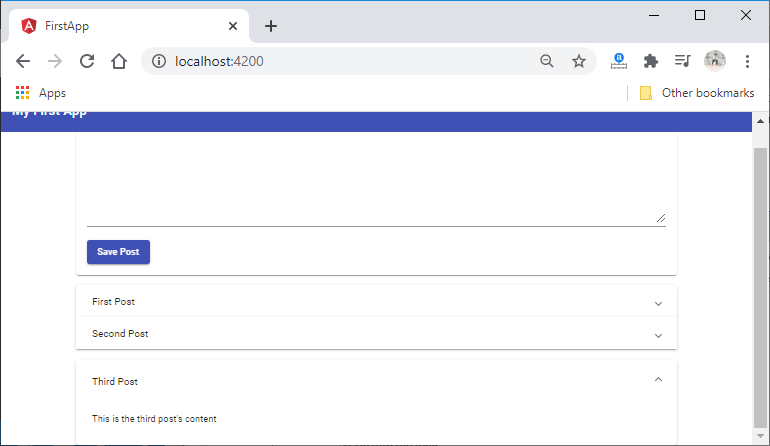 FirstApp
localhost:4200
Apps
Other bookmarks
My First App
Save Post
First Post
Second Post
Third Post
This is the third post's content